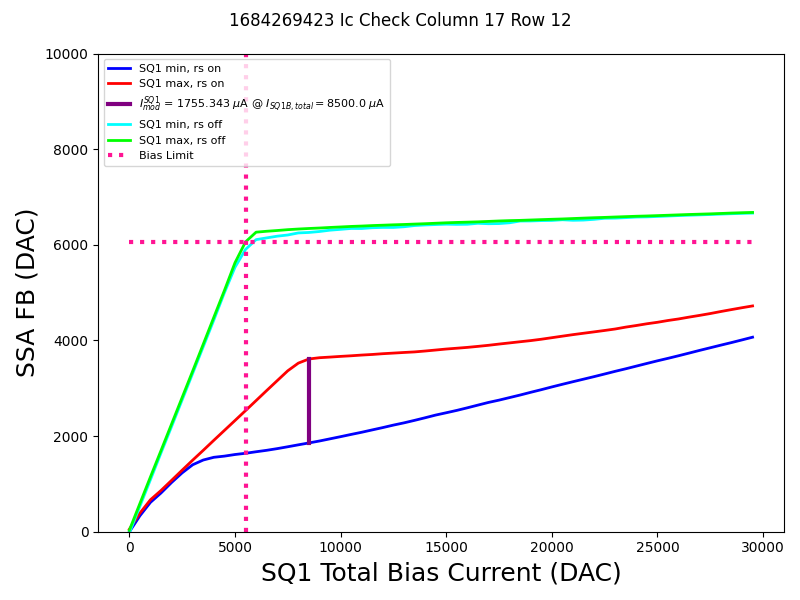 1684269423 Ic Check Column 17 Row 12
10000
8000
6000
4000
2000
0
SSA FB (DAC)
SQ1 min, rs on
SQ1 max, rs on
I_{mod}^{SQ1} = 1755.343 μA @ I_{SQ1B,total} = 8500.0 μA
SQ1 min, rs off
SQ1 max, rs off
Bias Limit
0 5000 10000 15000 20000 25000 30000
SQ1 Total Bias Current (DAC)